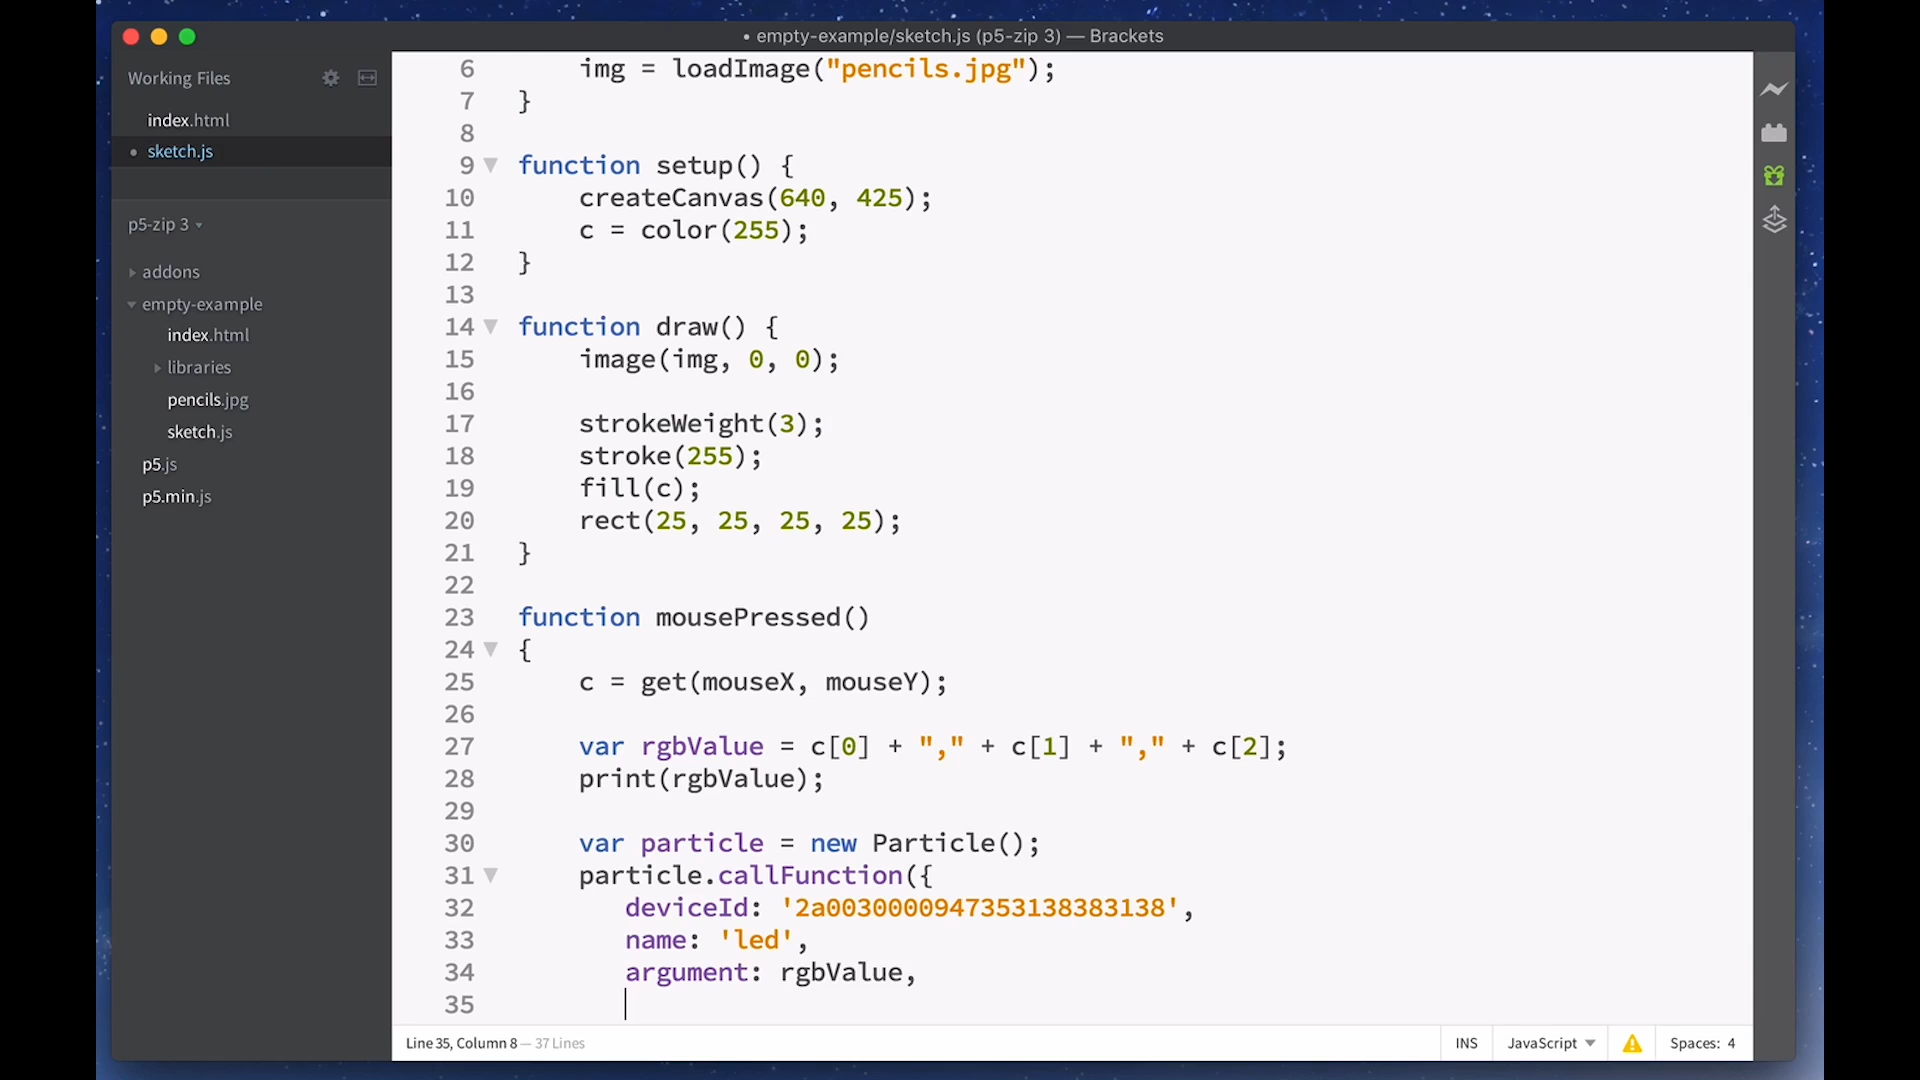 • empty-example/sketch.js (p5-zip 3) — Brackets
Working Files
index.html
• sketch.js
p5-zip 3
addons
empty-example
index.html
libraries
pencils.jpg
sketch.js
p5.js
p5.min.js
6 img = loadImage("pencils.jpg");
7 }
8
9 function setup() {
10 createCanvas(640, 425);
11 c = color(255);
12 }
13
14 function draw() {
15 image(img, 0, 0);
16
17 strokeWeight(3);
18 stroke(255);
19 fill(c);
20 rect(25, 25, 25, 25);
21 }
22
23 function mousePressed()
24 {
25 c = get(mouseX, mouseY);
26
27 var rgbValue = c[0] + "," + c[1] + "," + c[2];
28 print(rgbValue);
29
30 var particle = new Particle();
31 particle.callFunction({
32 deviceId: '2a0030000947353138383138',
33 name: 'led',
34 argument: rgbValue,
35
Line 35, Column 8 — 37 Lines
INS JavaScript Spaces: 4